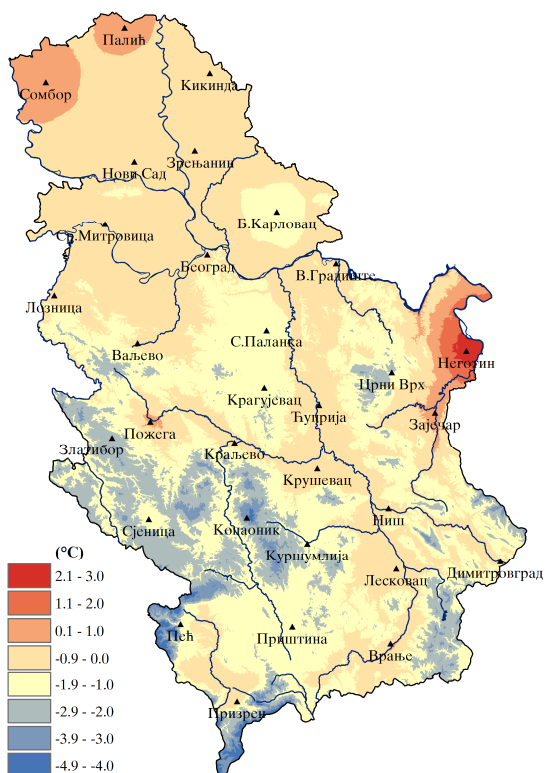 Палић
Сомбор
Кикинда
Зрењанин
Нови Сад
Б.Карловац
Ср.Митровица
Београд
В.Градиште
Лозница
С.Паланка
Ваљево
Неготин
Црни Врх
Крагујевац
Ћуприја
Зајечар
Пожега
Златибор
Краљево
Крушевац
Сјеница
Копаоник
Ниш
Куршумлија
Димитровград
Лесковац
Пећ
Приштина
Врање
Призрен
(°C)
2.1 - 3.0
1.1 - 2.0
0.1 - 1.0
-0.9 - 0.0
-1.9 - -1.0
-2.9 - -2.0
-3.9 - -3.0
-4.9 - -4.0